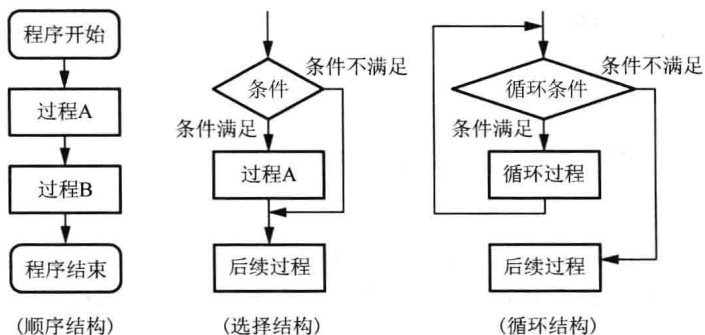 程序开始
过程A
过程B
程序结束
(顺序结构)
条件
条件不满足
条件满足
过程A
后续过程
(选择结构)
循环条件
条件不满足
条件满足
循环过程
后续过程
(循环结构)